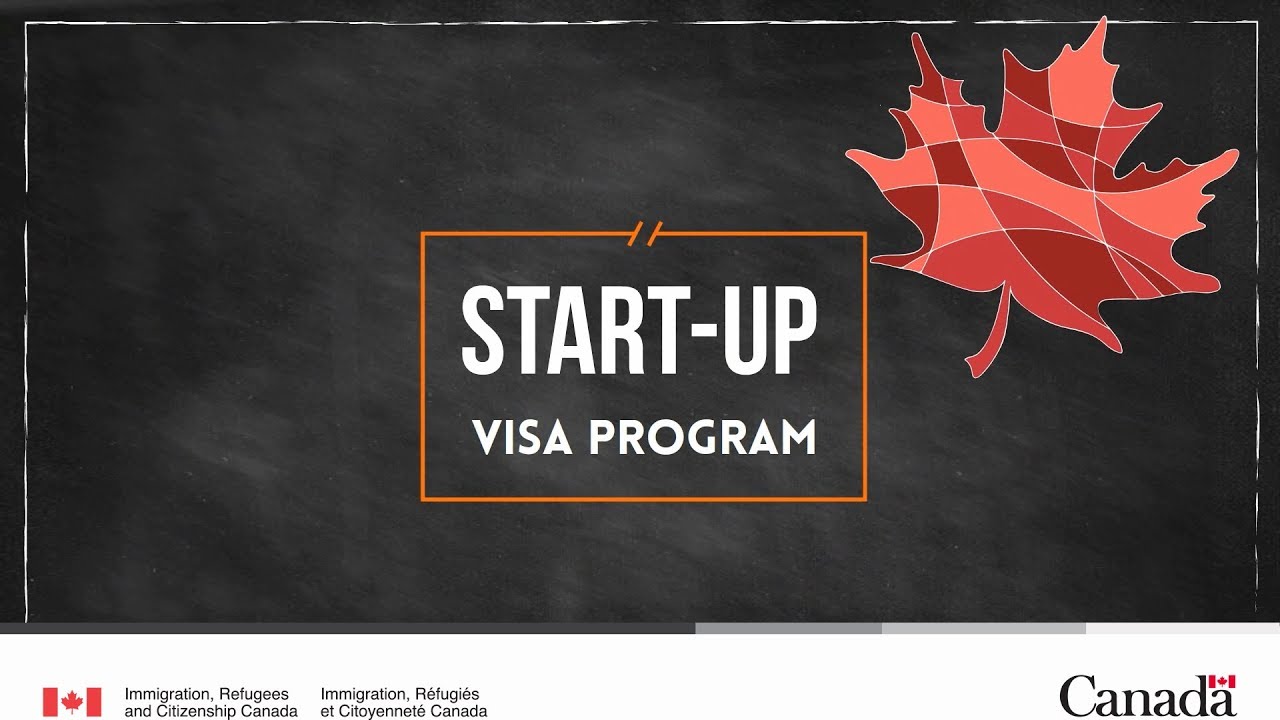 START-UP
VISA PROGRAM
Immigration, Refugees
and Citizenship Canada
Immigration, Réfugiés
et Citoyenneté Canada
Canada